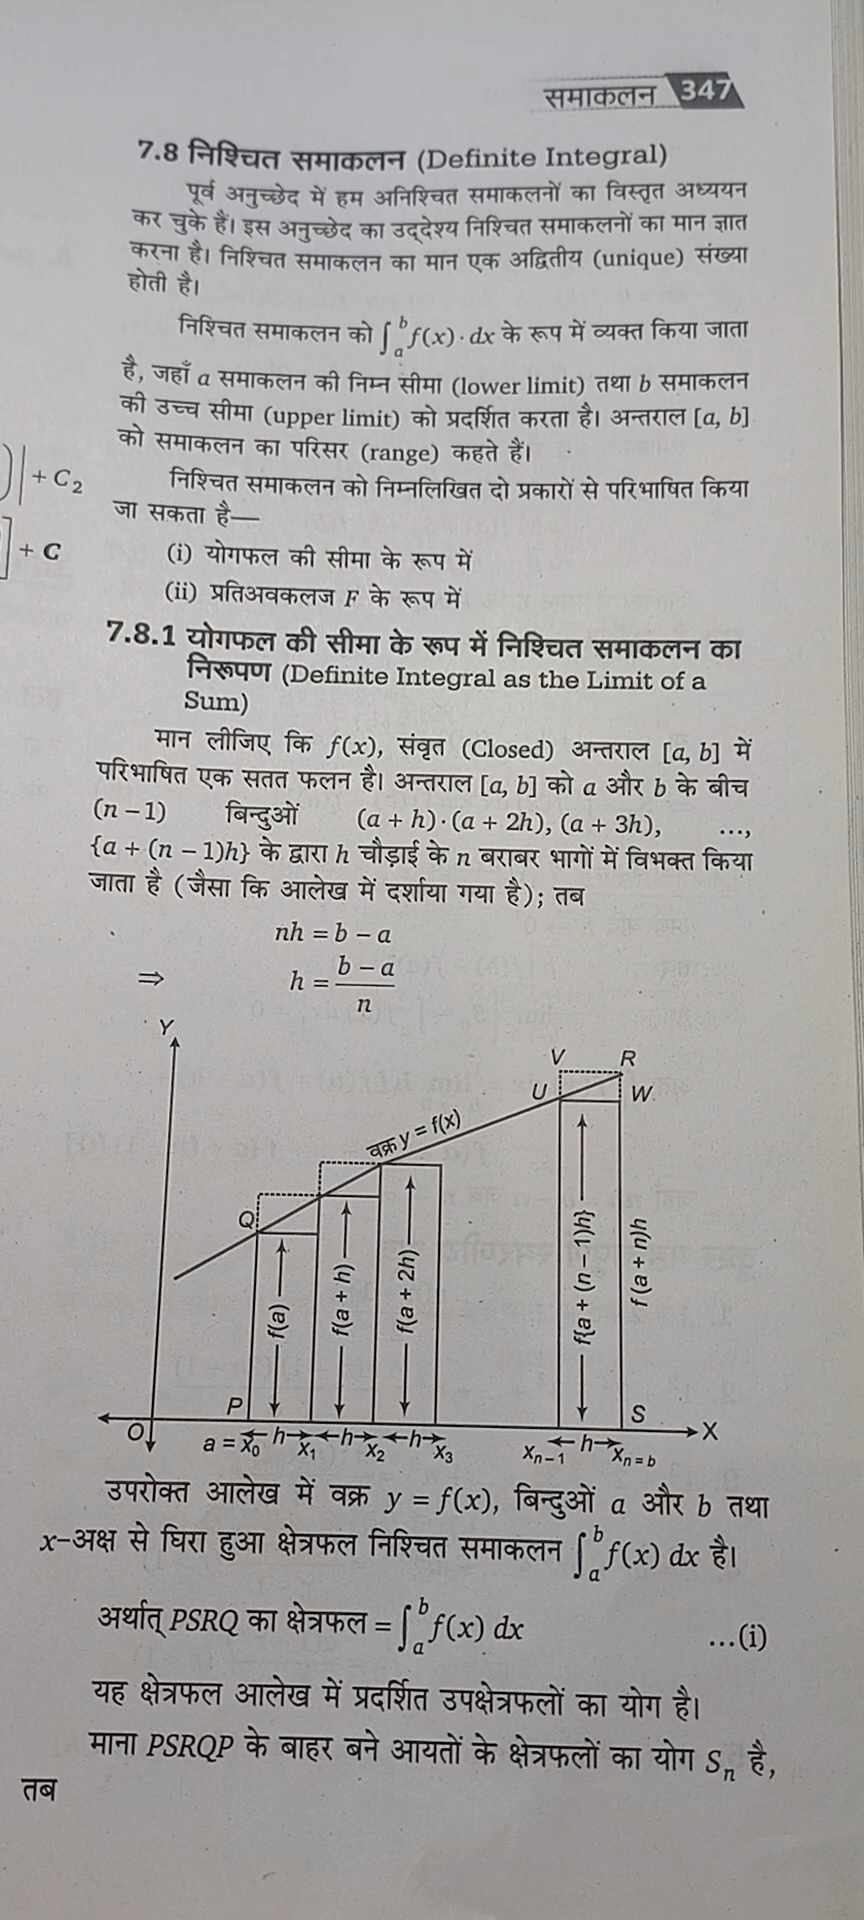 समाकलन 347
7.8 निश्चित समाकलन (Definite Integral)
पूर्व अनुच्छेद में हम अनिश्चित समाकलनों का विस्तृत अध्ययन
कर चुके हैं। इस अनुच्छेद का उद्देश्य निश्चित समाकलनों का मान ज्ञात
करना है। निश्चित समाकलन का मान एक अद्वितीय (unique) संख्या
होती है।
निश्चित समाकलन को ∫_a^b f(x) · dx के रूप में व्यक्त किया जाता
है, जहाँ a समाकलन की निम्न सीमा (lower limit) तथा b समाकलन
की उच्च सीमा (upper limit) को प्रदर्शित करता है। अन्तराल [a, b]
को समाकलन का परिसर (range) कहते हैं।
)| + C₂
निश्चित समाकलन को निम्नलिखित दो प्रकारों से परिभाषित किया
जा सकता है—
] + C
(i) योगफल की सीमा के रूप में
(ii) प्रतिअवकलज F के रूप में
7.8.1 योगफल की सीमा के रूप में निश्चित समाकलन का
निरूपण (Definite Integral as the Limit of a
Sum)
मान लीजिए कि f(x), संवृत (Closed) अन्तराल [a, b] में
परिभाषित एक सतत फलन है। अन्तराल [a, b] को a और b के बीच
(n – 1) बिन्दुओं (a + h) · (a + 2h), (a + 3h), ...,
{a + (n – 1)h} के द्वारा h चौड़ाई के n बराबर भागों में विभक्त किया
जाता है (जैसा कि आलेख में दर्शाया गया है); तब
nh = b – a
⇒ h = (b – a)/n
Y
V R
U W
वक्र y = f(x)
Q
f(a)
f(a + h)
f(a + 2h)
f{a + (n – 1)h}
f(a + n)h
P S
O X
a = x₀ h x₁ h x₂ h x₃ xₙ₋₁ h xₙ₌b
उपरोक्त आलेख में वक्र y = f(x), बिन्दुओं a और b तथा
x-अक्ष से घिरा हुआ क्षेत्रफल निश्चित समाकलन ∫_a^b f(x) dx है।
अर्थात् PSRQ का क्षेत्रफल = ∫_a^b f(x) dx ...(i)
यह क्षेत्रफल आलेख में प्रदर्शित उपक्षेत्रफलों का योग है।
माना PSRQP के बाहर बने आयतों के क्षेत्रफलों का योग Sₙ है,
तब